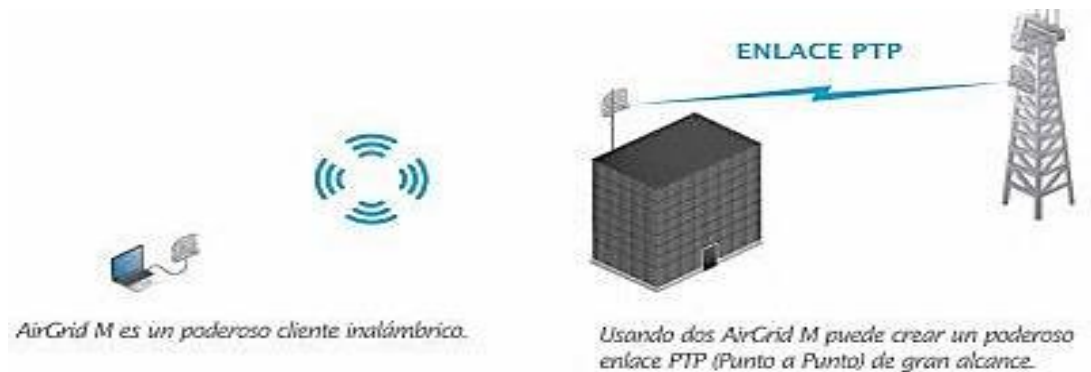 ENLACE PTP
AirGrid M es un poderoso cliente inalámbrico.
Usando dos AirGrid M puede crear un poderoso
enlace PTP (Punto a Punto) de gran alcance.